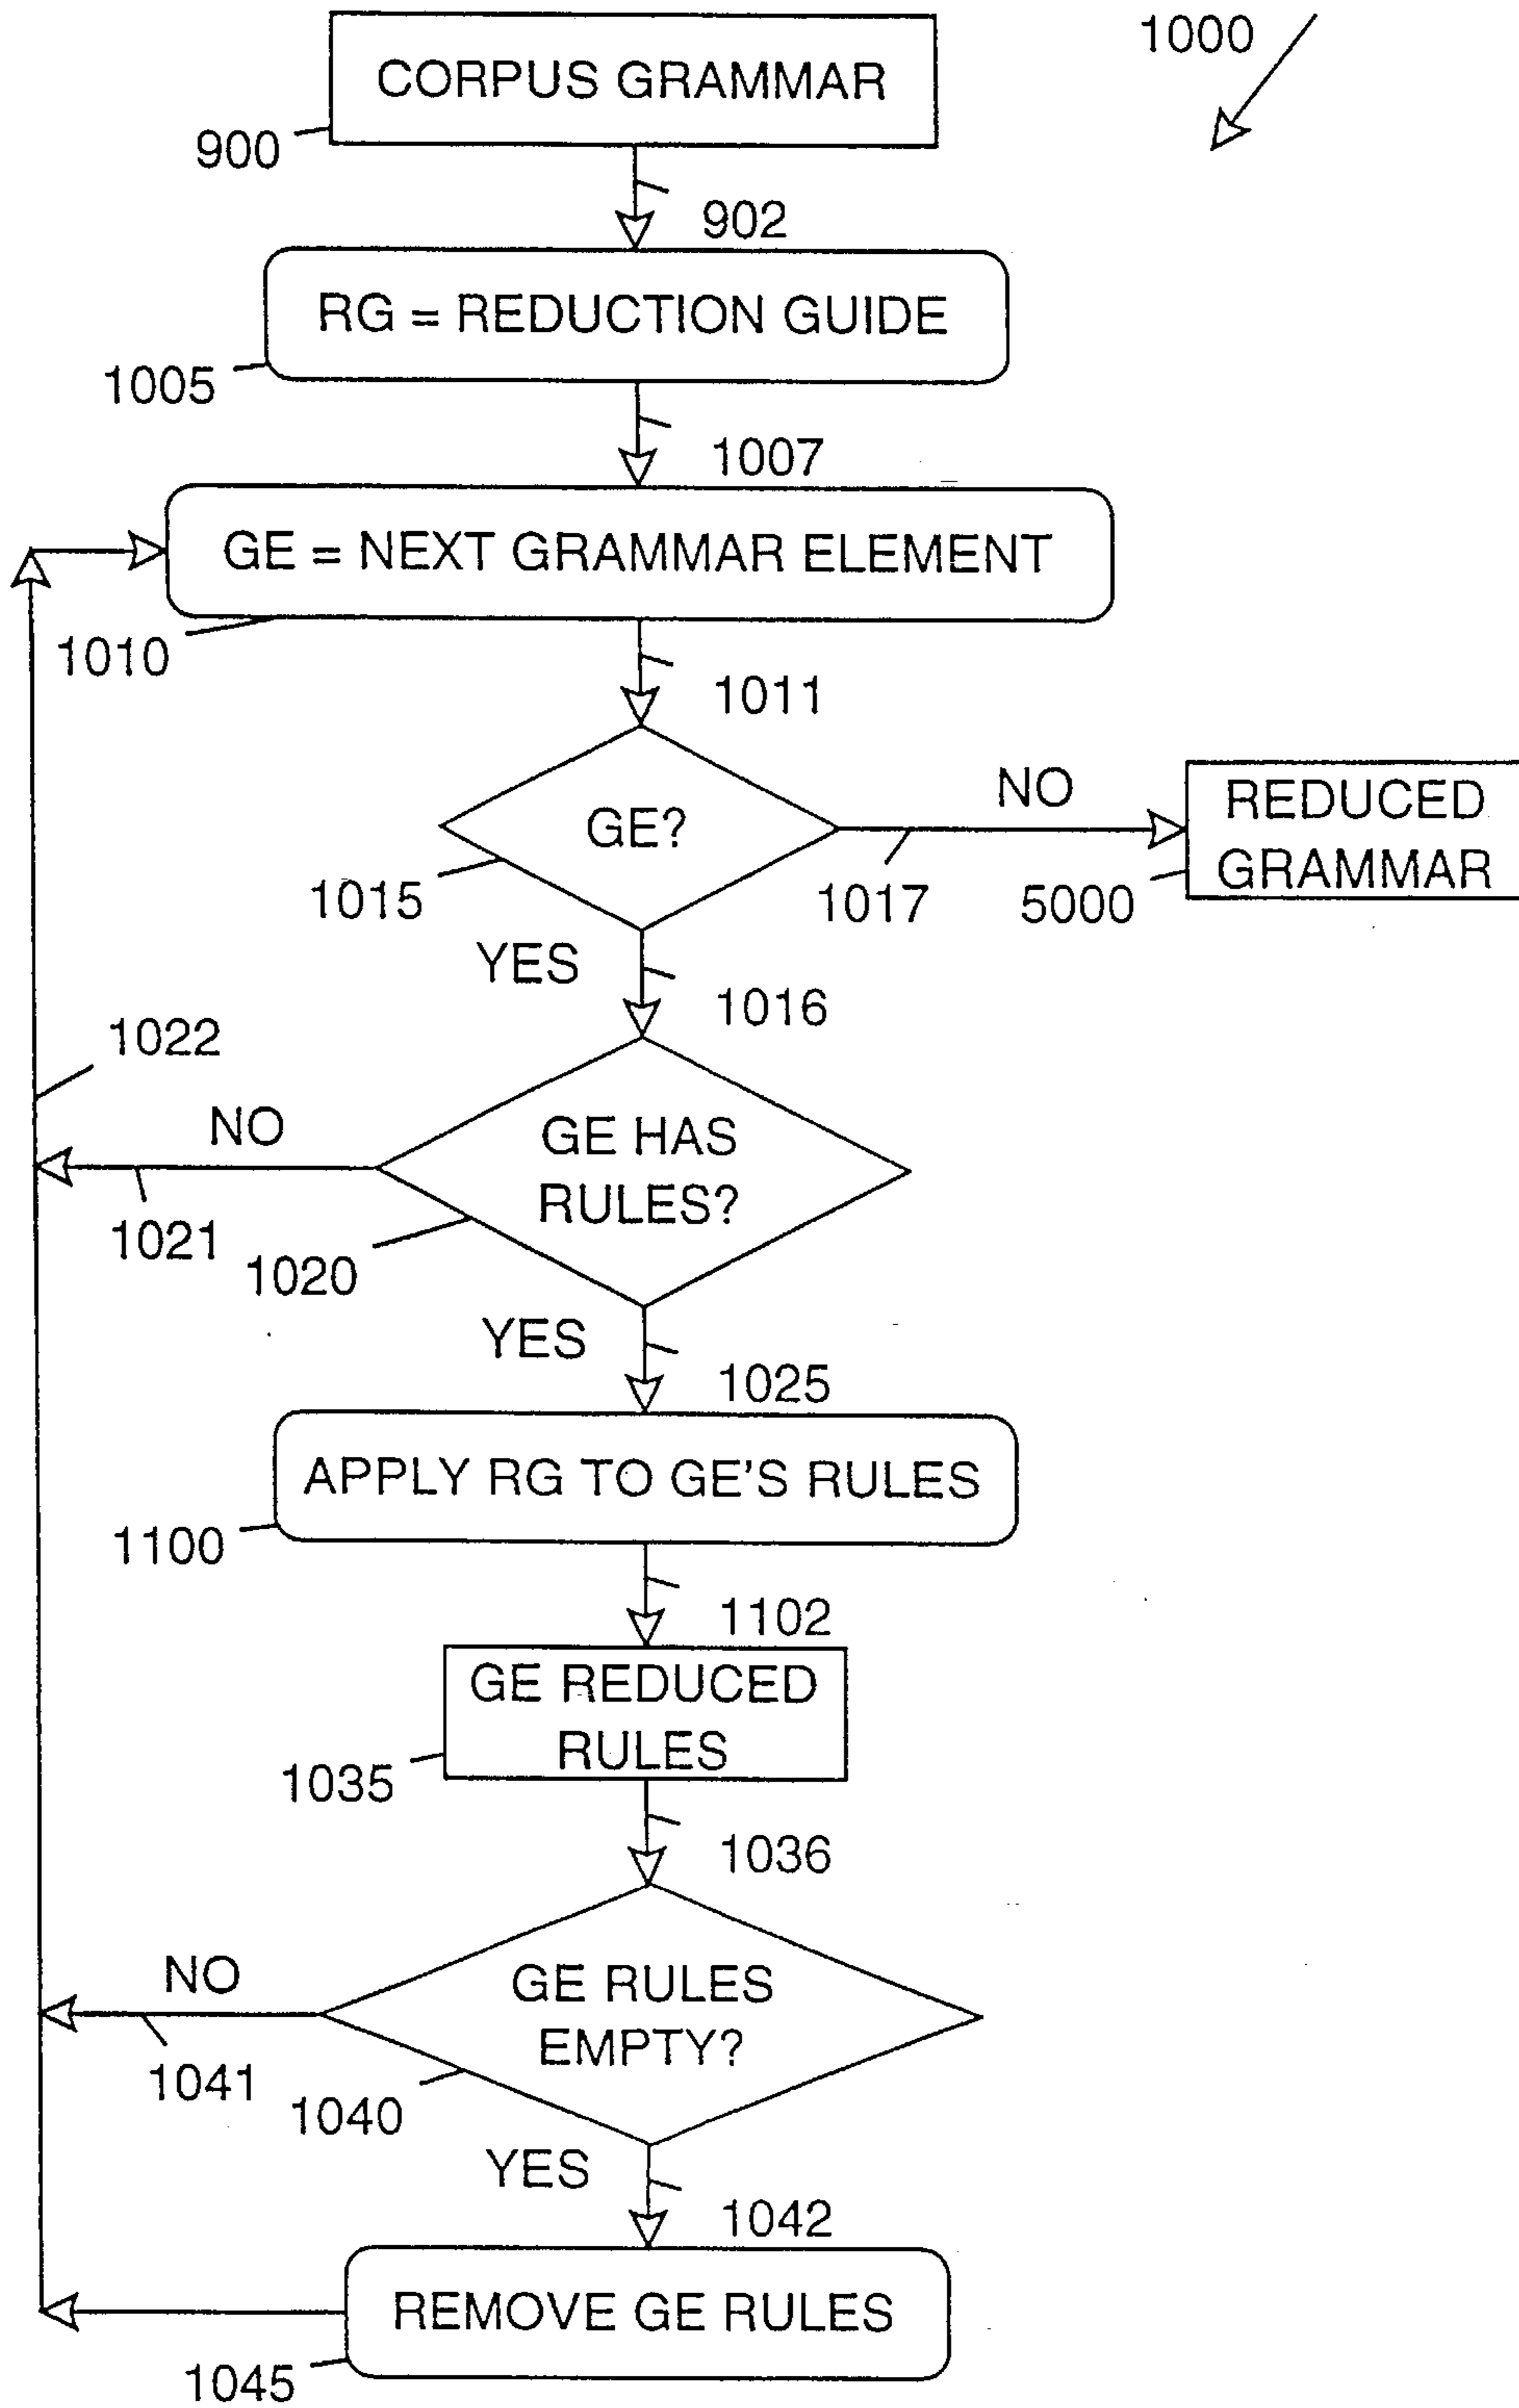 1000
CORPUS GRAMMAR
900
902
RG = REDUCTION GUIDE
1005
1007
GE = NEXT GRAMMAR ELEMENT
1010
1011
GE?
NO
REDUCED
GRAMMAR
1015
1017
5000
YES
1016
1022
NO
GE HAS
RULES?
1021
1020
YES
1025
APPLY RG TO GE'S RULES
1100
1102
GE REDUCED
RULES
1035
1036
NO
GE RULES
EMPTY?
1041
1040
YES
1042
REMOVE GE RULES
1045